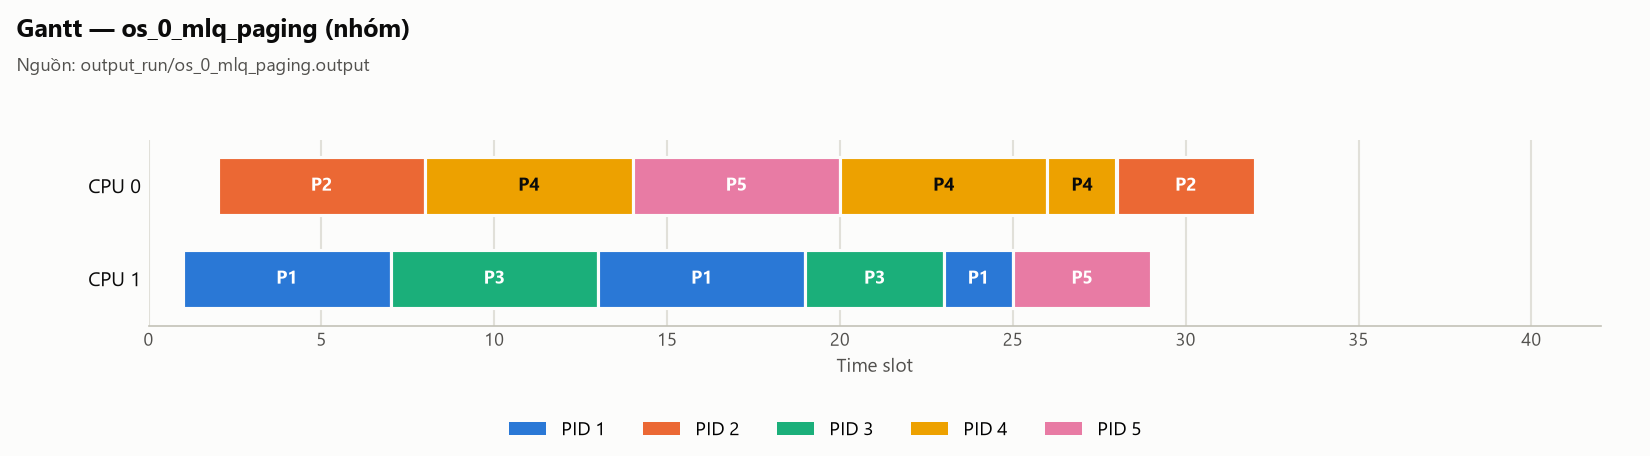 Gantt — os_0_mlq_paging (nhóm)
Nguồn: output_run/os_0_mlq_paging.output
CPU 0 P2 P4 P5 P4 P4 P2
CPU 1 P1 P3 P1 P3 P1 P5
0 5 10 15 20 25 30 35 40
Time slot
PID 1 PID 2 PID 3 PID 4 PID 5